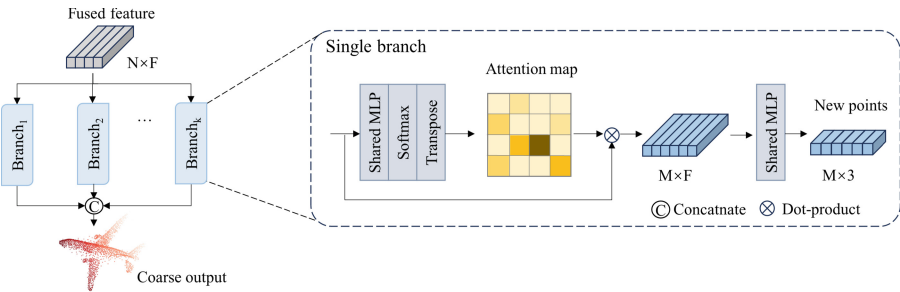 Fused feature
N×F
Branch1
Branch2
...
Branchk
C
Coarse output
Single branch
Shared MLP
Softmax
Transpose
Attention map
M×F
Shared MLP
New points
M×3
C Concatnate
⊗ Dot-product